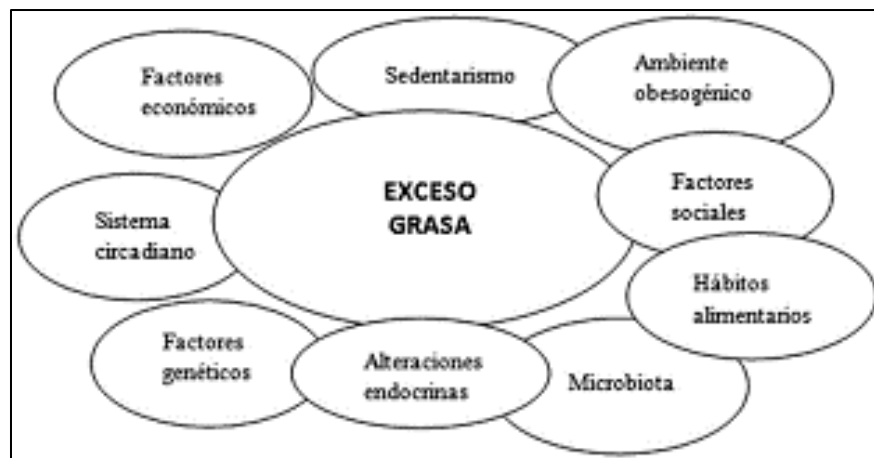 Factores
económicos
Sedentarismo
Ambiente
obesogénico
EXCESO
GRASA
Factores
sociales
Sistema
circadiano
Hábitos
alimentarios
Factores
genéticos
Alteraciones
endocrinas
Microbiota